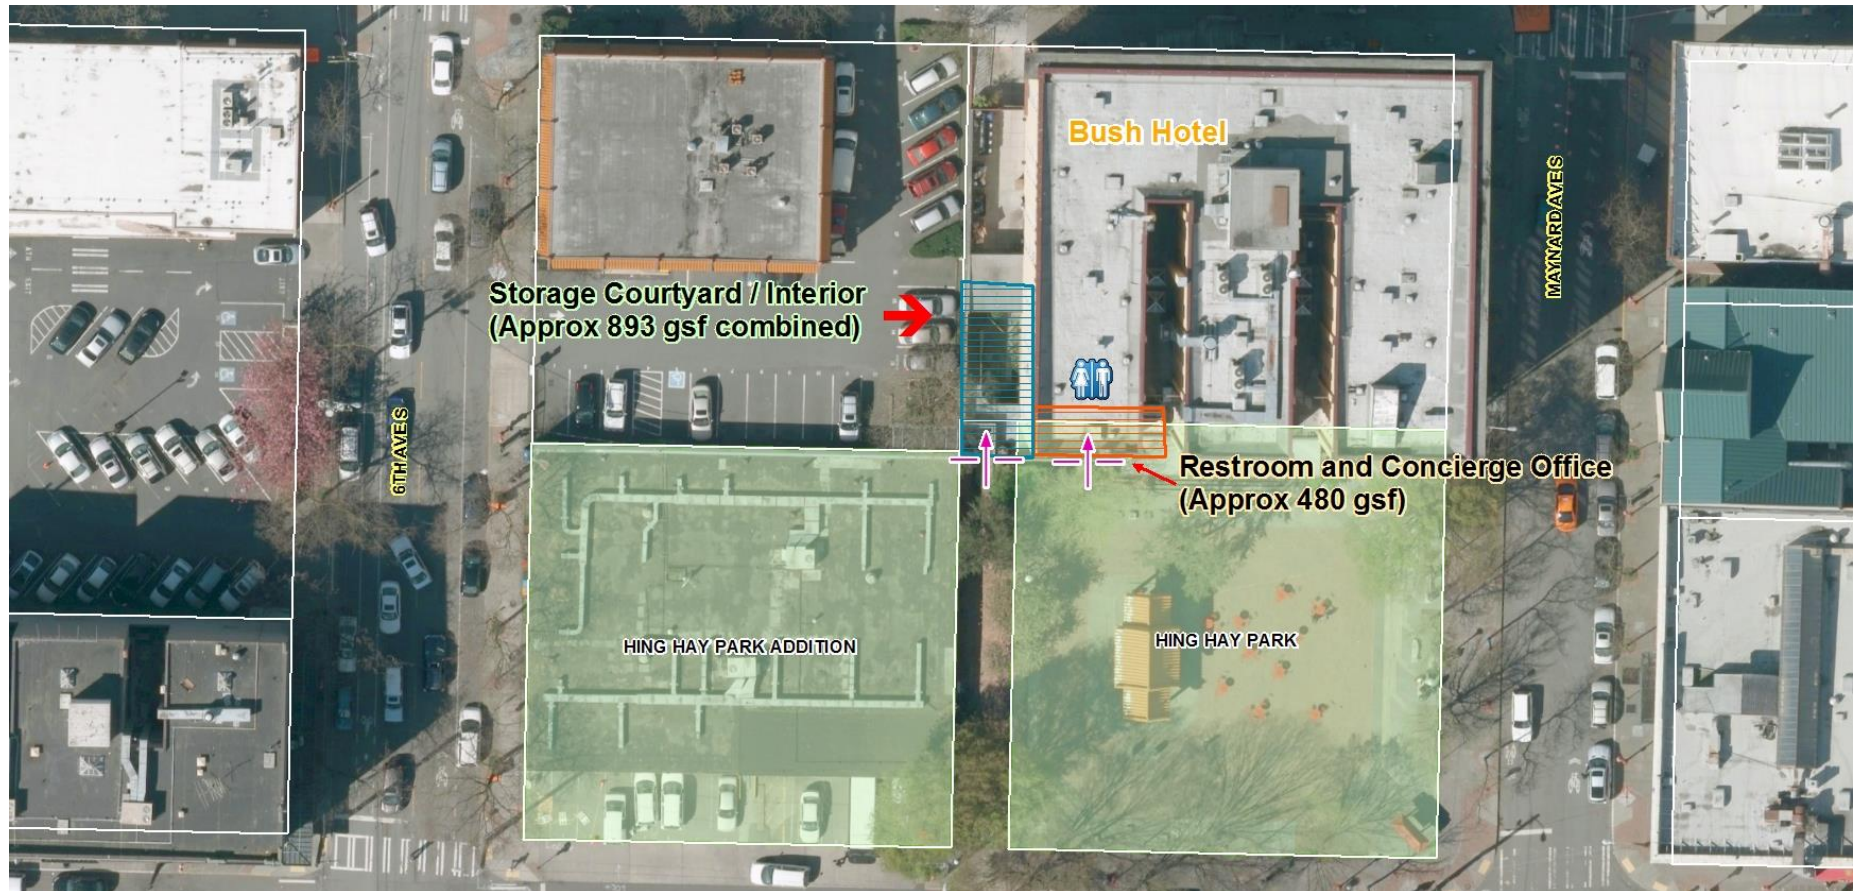 Bush Hotel
MAYNARD AVE S
Storage Courtyard / Interior
(Approx 893 gsf combined)
6TH AVE S
Restroom and Concierge Office
(Approx 480 gsf)
HING HAY PARK ADDITION
HING HAY PARK